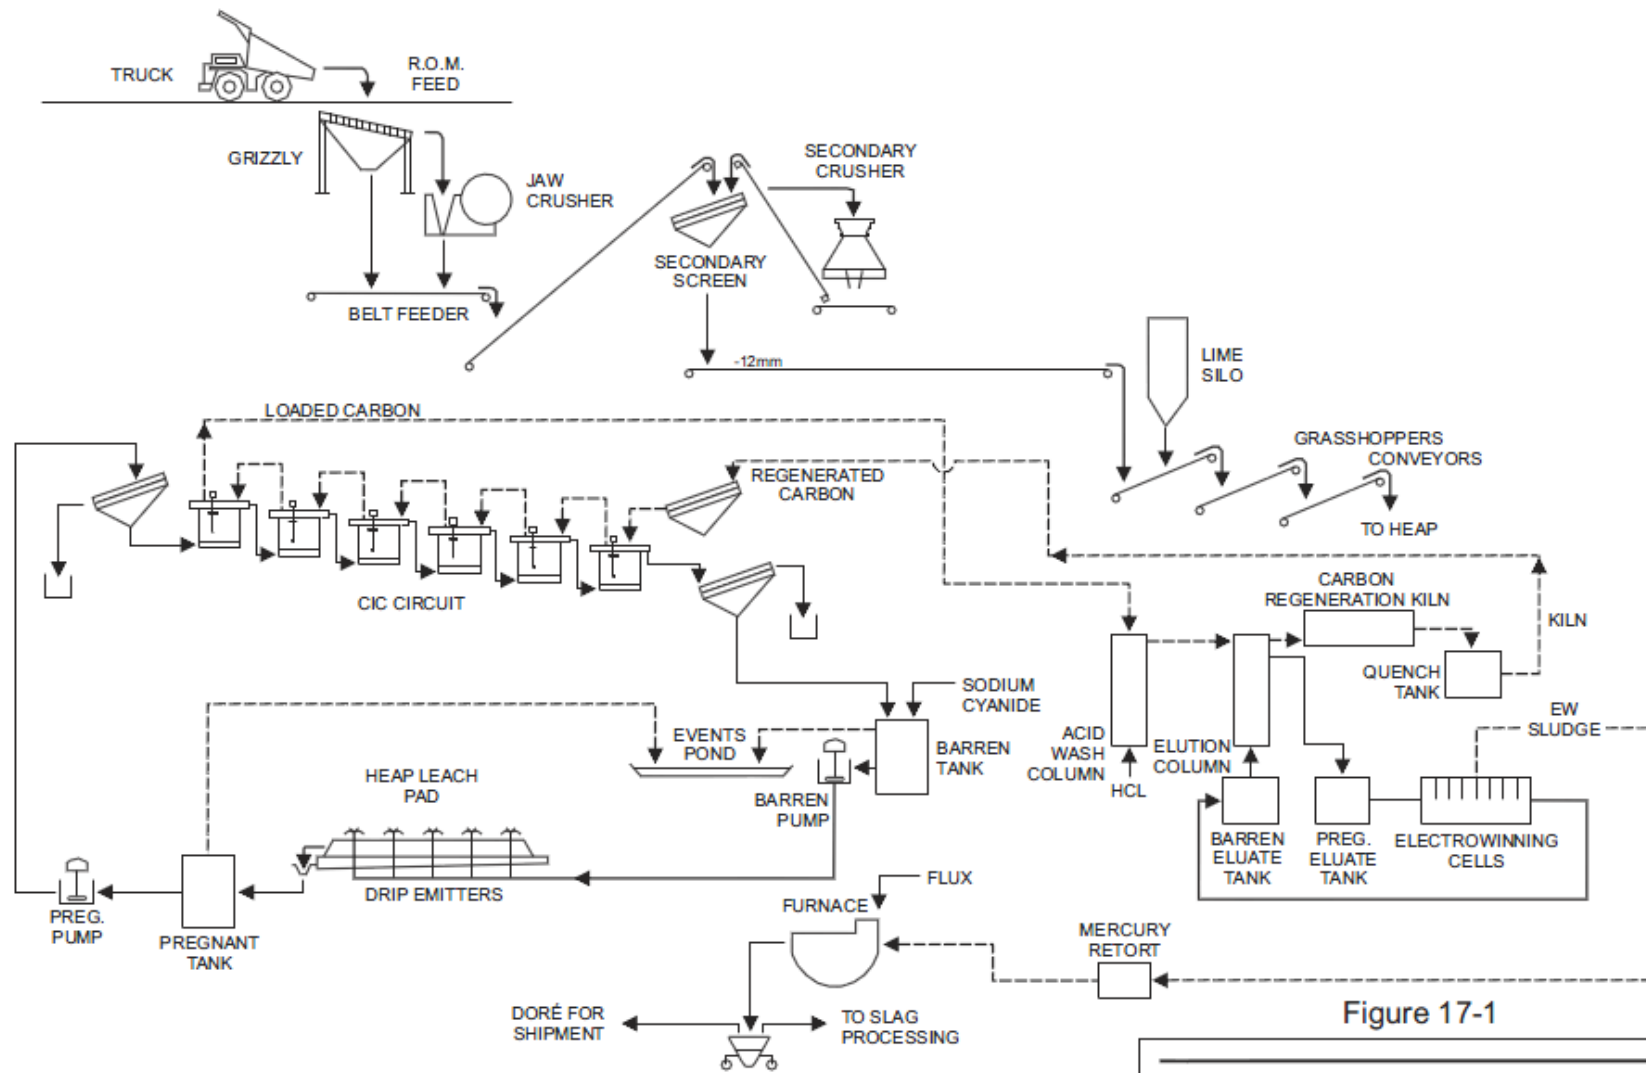 TRUCK
R.O.M.
FEED
GRIZZLY
JAW
CRUSHER
BELT FEEDER
SECONDARY
CRUSHER
SECONDARY
SCREEN
-12mm
LIME
SILO
GRASSHOPPERS
CONVEYORS
TO HEAP
LOADED CARBON
REGENERATED
CARBON
CIC CIRCUIT
CARBON
REGENERATION KILN
KILN
QUENCH
TANK
SODIUM
CYANIDE
EVENTS
POND
BARREN
TANK
BARREN
PUMP
ACID
WASH
COLUMN
HCL
ELUTION
COLUMN
EW
SLUDGE
HEAP LEACH
PAD
DRIP EMITTERS
BARREN
ELUATE
TANK
PREG.
ELUATE
TANK
ELECTROWINNING
CELLS
PREG.
PUMP
PREGNANT
TANK
FLUX
FURNACE
MERCURY
RETORT
DORÉ FOR
SHIPMENT
TO SLAG
PROCESSING
Figure 17-1